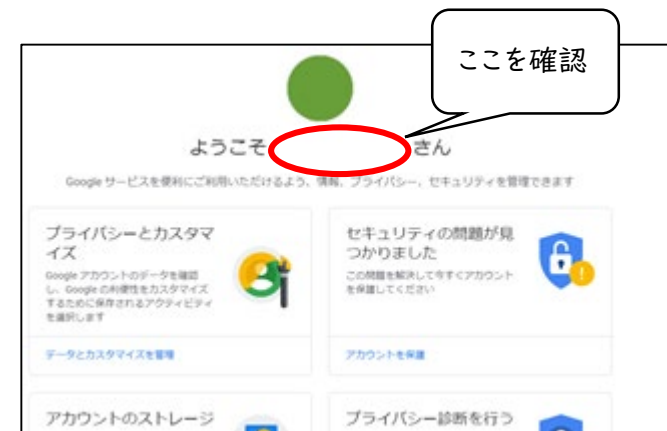 ここを確認
ようこそ
さん
Google サービスを便利にご利用いただけるよう、情報、プライバシー、セキュリティを管理できます
プライバシーとカスタマ
イズ
Google アカウントのデータを確認
し、Google の利便性をカスタマイ
ズするために保存されるアクティビティ
を選択します
データとカスタマイズを管理
セキュリティの問題が見
つかりました
この問題を解決して今すぐアカウント
を保護してください
アカウントを保護
アカウントのストレージ
プライバシー診断を行う